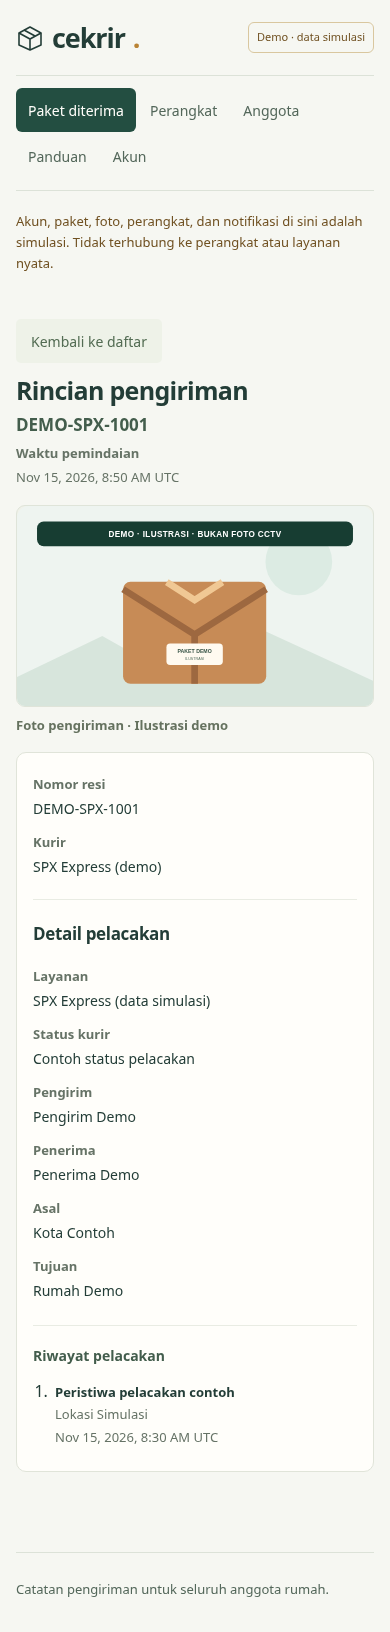 cekrir.
Demo · data simulasi
Paket diterima
Perangkat
Anggota
Panduan
Akun
Akun, paket, foto, perangkat, dan notifikasi di sini adalah
simulasi. Tidak terhubung ke perangkat atau layanan
nyata.
Kembali ke daftar
Rincian pengiriman
DEMO-SPX-1001
Waktu pemindaian
Nov 15, 2026, 8:50 AM UTC
DEMO · ILUSTRASI · BUKAN FOTO CCTV
PAKET DEMO
ILUSTRASI
Foto pengiriman · Ilustrasi demo
Nomor resi
DEMO-SPX-1001
Kurir
SPX Express (demo)
Detail pelacakan
Layanan
SPX Express (data simulasi)
Status kurir
Contoh status pelacakan
Pengirim
Pengirim Demo
Penerima
Penerima Demo
Asal
Kota Contoh
Tujuan
Rumah Demo
Riwayat pelacakan
1. Peristiwa pelacakan contoh
Lokasi Simulasi
Nov 15, 2026, 8:30 AM UTC
Catatan pengiriman untuk seluruh anggota rumah.